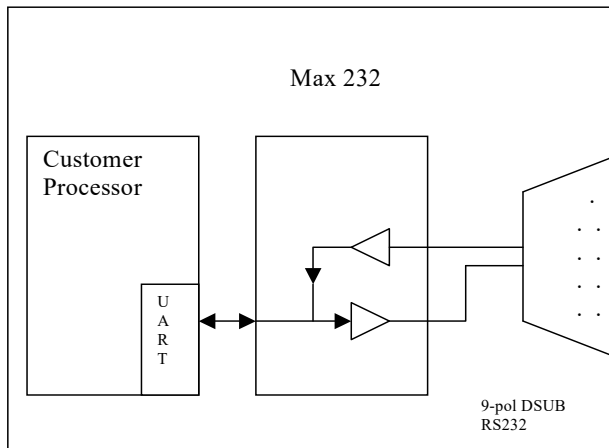 Max 232
Customer
Processor
U
A
R
T
9-pol DSUB
RS232